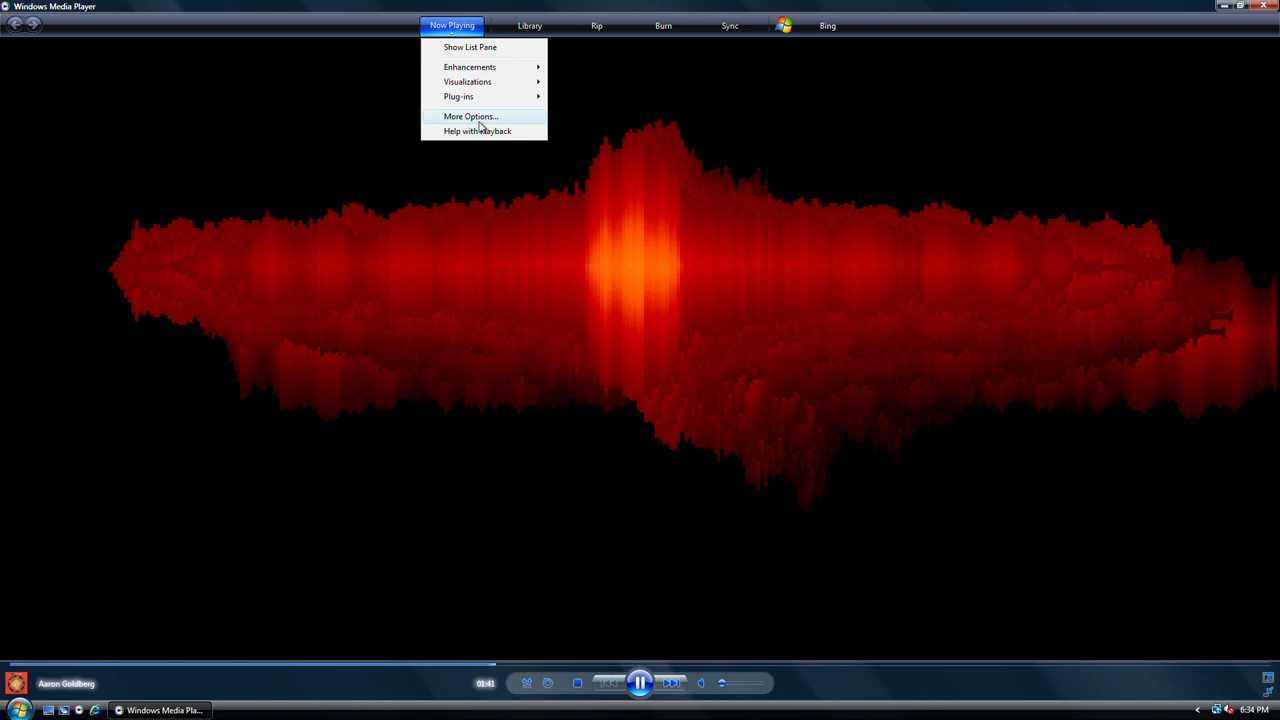 Windows Media Player
Now Playing
Library
Rip
Burn
Sync
Bing
Show List Pane
Enhancements
Visualizations
Plug-ins
More Options...
Help with Playback
01:41
Aaron Goldberg
Windows Media Pla...
6:34 PM